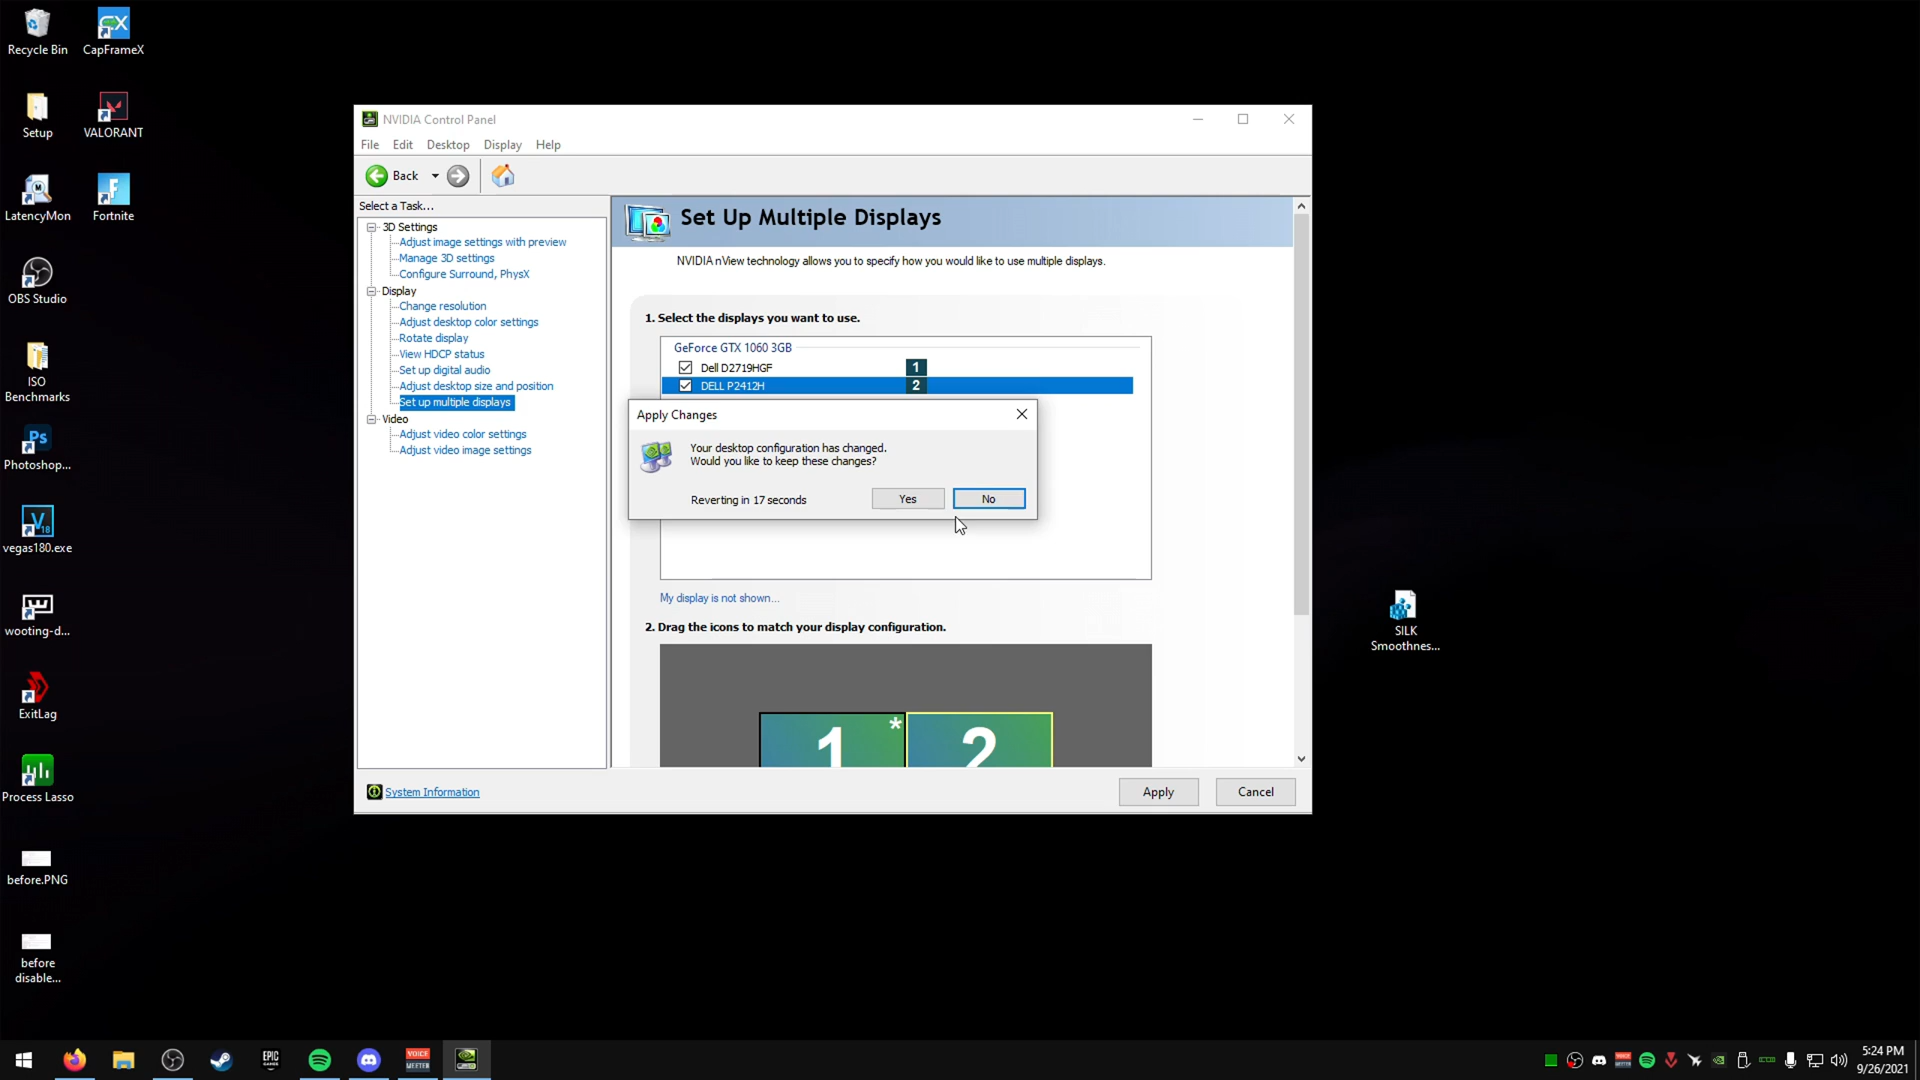 Recycle Bin
CapFrameX
Setup
VALORANT
LatencyMon
Fortnite
OBS Studio
ISO
Benchmarks
Ps
Photoshop...
V
18
vegas180.exe
wooting-d...
ExitLag
Process Lasso
before.PNG
before
disable...
NVIDIA Control Panel
File Edit Desktop Display Help
Back
Select a Task...
3D Settings
Adjust image settings with preview
Manage 3D settings
Configure Surround, PhysX
Display
Change resolution
Adjust desktop color settings
Rotate display
View HDCP status
Set up digital audio
Adjust desktop size and position
Set up multiple displays
Video
Adjust video color settings
Adjust video image settings
System Information
Set Up Multiple Displays
NVIDIA nView technology allows you to specify how you would like to use multiple displays.
1. Select the displays you want to use.
GeForce GTX 1060 3GB
Dell D2719HGF 1
DELL P2412H 2
Apply Changes
Your desktop configuration has changed.
Would you like to keep these changes?
Reverting in 17 seconds
Yes No
My display is not shown...
2. Drag the icons to match your display configuration.
1 * 2
Apply Cancel
SILK
Smoothnes...
EPIC
GAMES
VOICE
MEETER
5:24 PM
9/26/2021